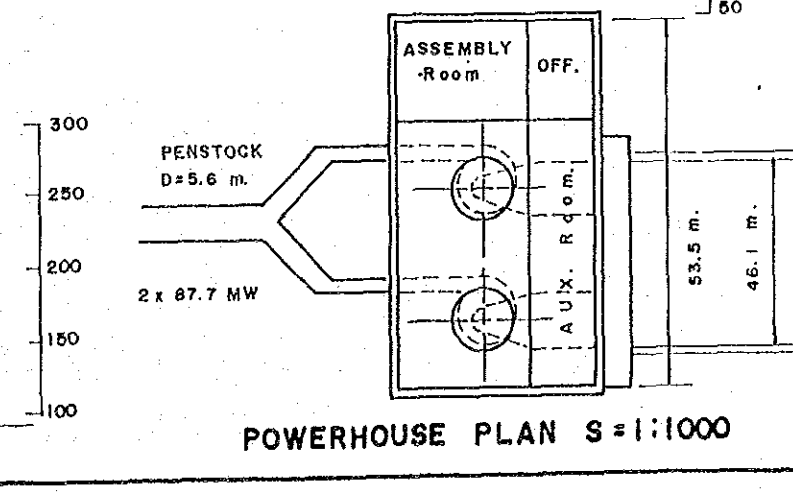 50
ASSEMBLY
Room
OFF.
300
PENSTOCK
D=5.6 m.
250
200
2 x 87.7 MW
150
100
AUX. Room.
53.5 m.
46.1 m.
POWERHOUSE PLAN S=1:1000